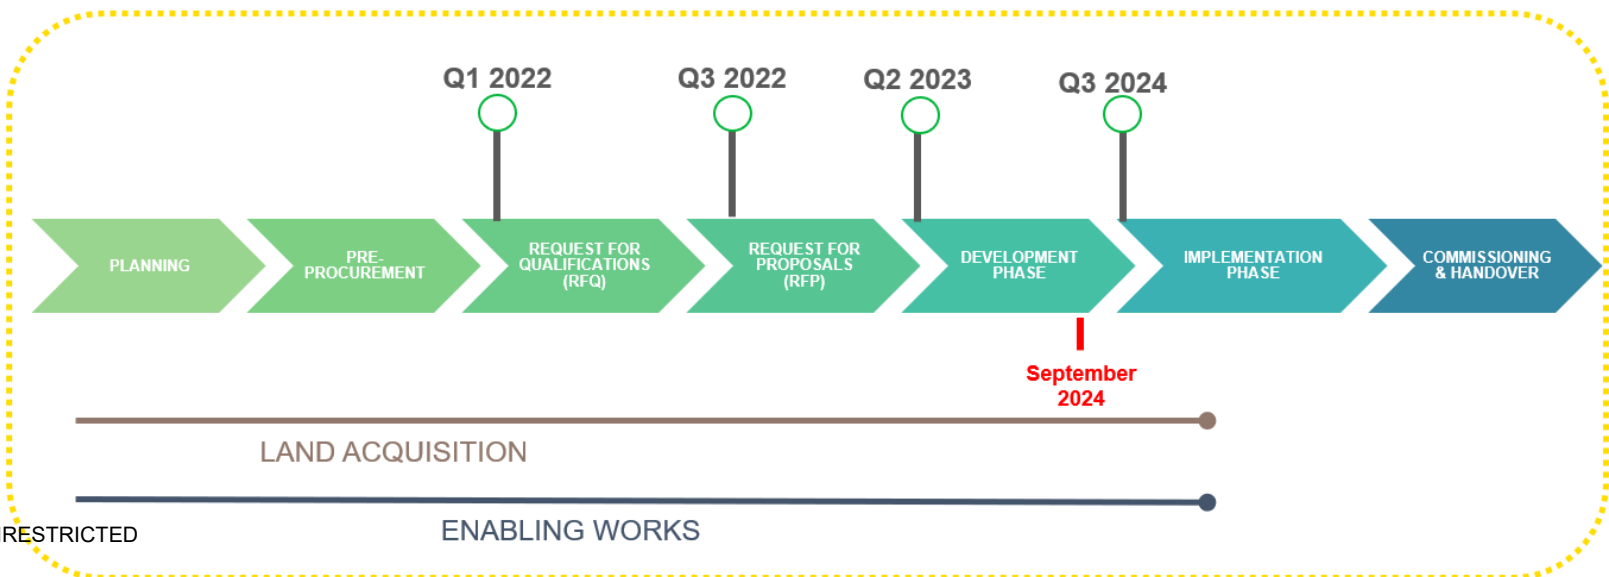 Q1 2022
Q3 2022
Q2 2023
Q3 2024
PLANNING
PRE-
PROCUREMENT
REQUEST FOR
QUALIFICATIONS
(RFQ)
REQUEST FOR
PROPOSALS
(RFP)
DEVELOPMENT
PHASE
IMPLEMENTATION
PHASE
COMMISSIONING
& HANDOVER
September
2024
LAND ACQUISITION
ENABLING WORKS
NRESTRICTED